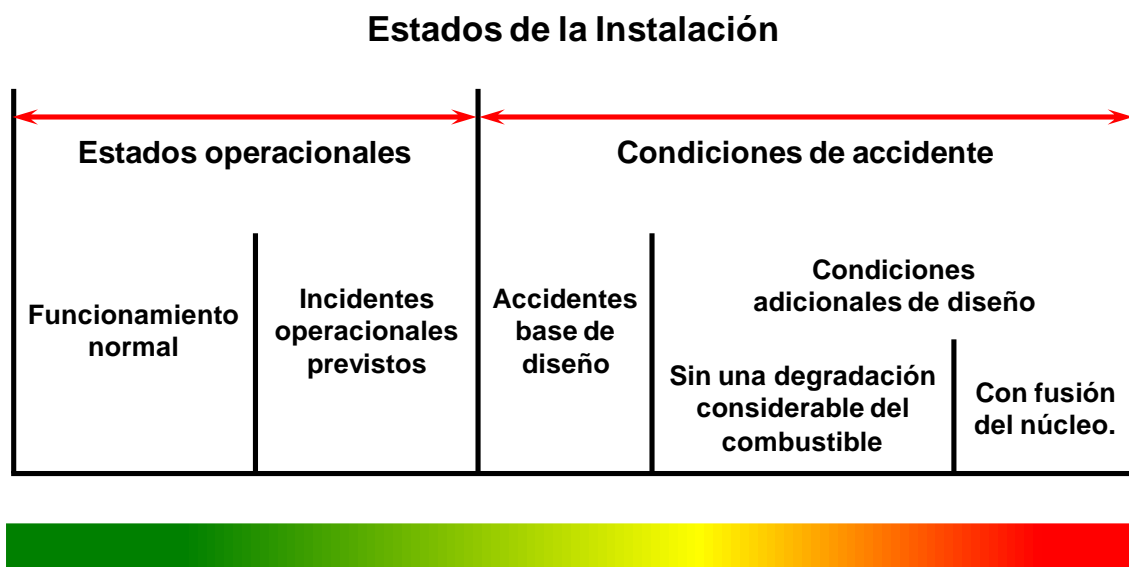 Estados de la Instalación
Estados operacionales
Condiciones de accidente
Funcionamiento
normal
Incidentes
operacionales
previstos
Accidentes
base de
diseño
Condiciones
adicionales de diseño
Sin una degradación
considerable del
combustible
Con fusión
del núcleo.